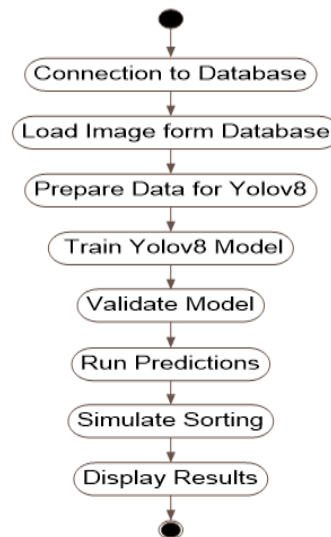 Connection to Database
Load Image form Database
Prepare Data for Yolov8
Train Yolov8 Model
Validate Model
Run Predictions
Simulate Sorting
Display Results